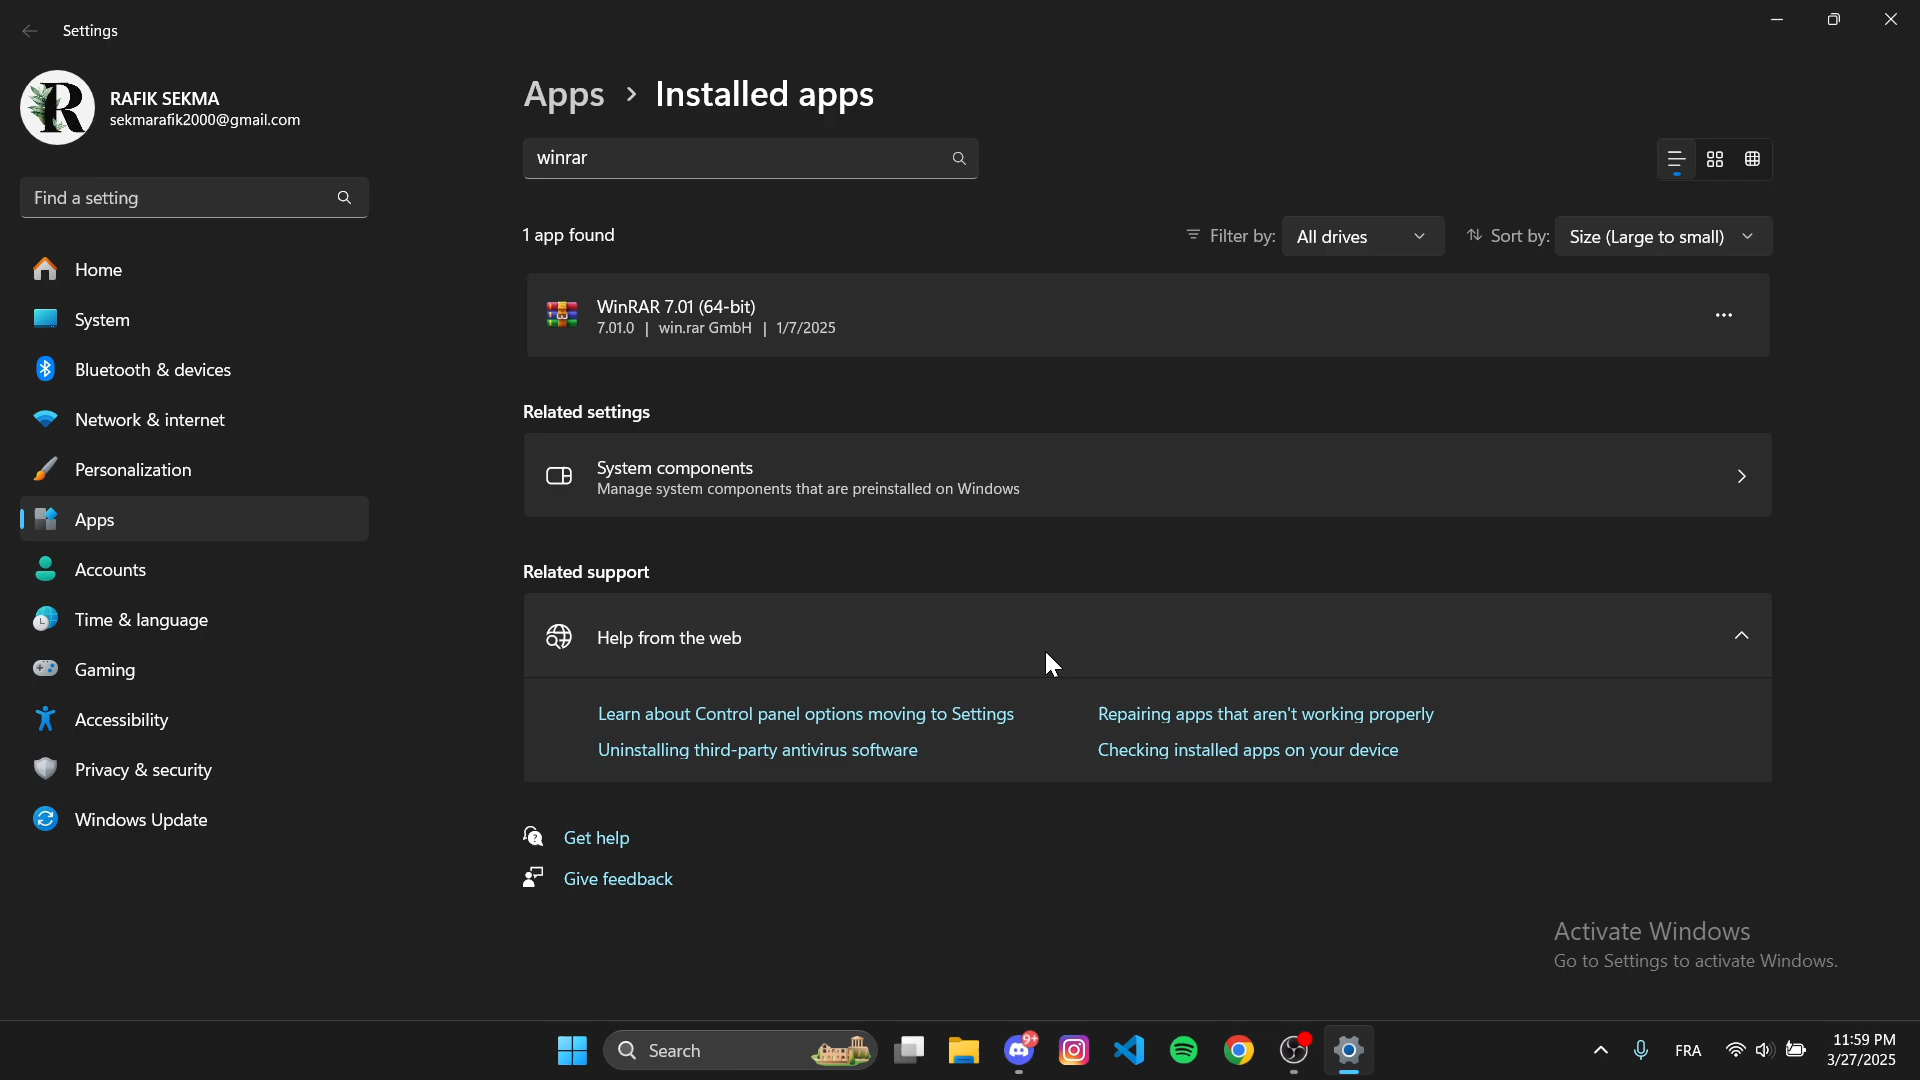 Settings
RAFIK SEKMA
sekmarafik2000@gmail.com
Find a setting
Home
System
Bluetooth & devices
Network & internet
Personalization
Apps
Accounts
Time & language
Gaming
Accessibility
Privacy & security
Windows Update
Apps > Installed apps
winrar
1 app found
Filter by: All drives
Sort by: Size (Large to small)
WinRAR 7.01 (64-bit)
7.01.0 | win.rar GmbH | 1/7/2025
Related settings
System components
Manage system components that are preinstalled on Windows
Related support
Help from the web
Learn about Control panel options moving to Settings
Repairing apps that aren't working properly
Uninstalling third-party antivirus software
Checking installed apps on your device
Get help
Give feedback
Activate Windows
Go to Settings to activate Windows.
Search
9+
FRA
11:59 PM
3/27/2025